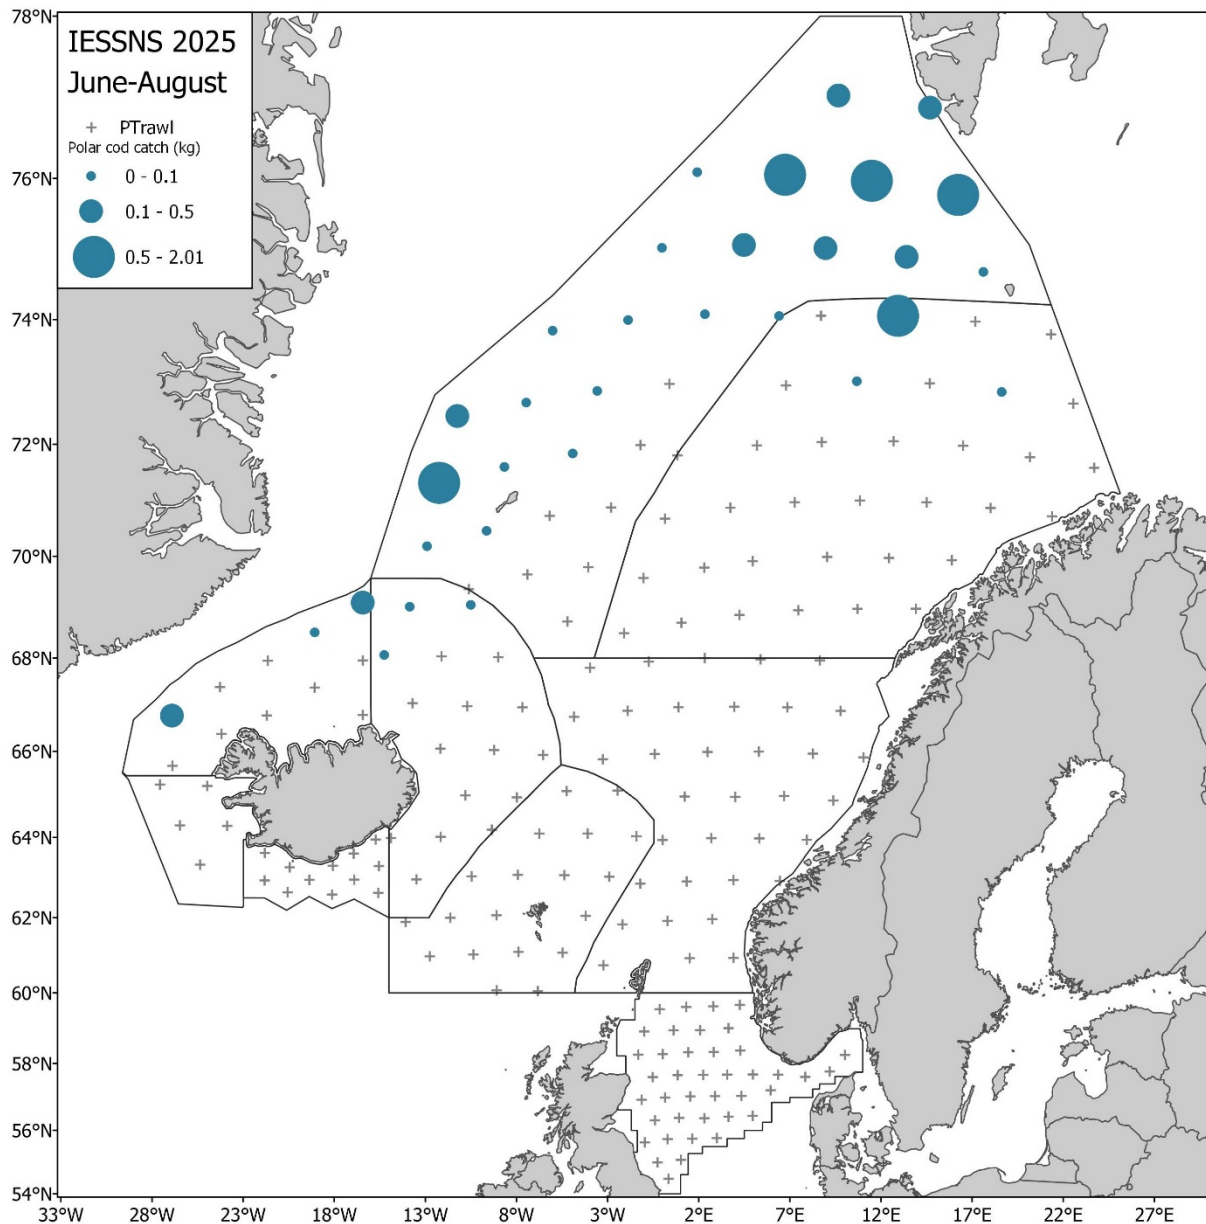 IESSNS 2025
June-August
PTrawl
Polar cod catch (kg)
0 - 0.1
0.1 - 0.5
0.5 - 2.01
78°N
76°N
74°N
72°N
70°N
68°N
66°N
64°N
62°N
60°N
58°N
56°N
54°N
33°W 28°W 23°W 18°W 13°W 8°W 3°W 2°E 7°E 12°E 17°E 22°E 27°E